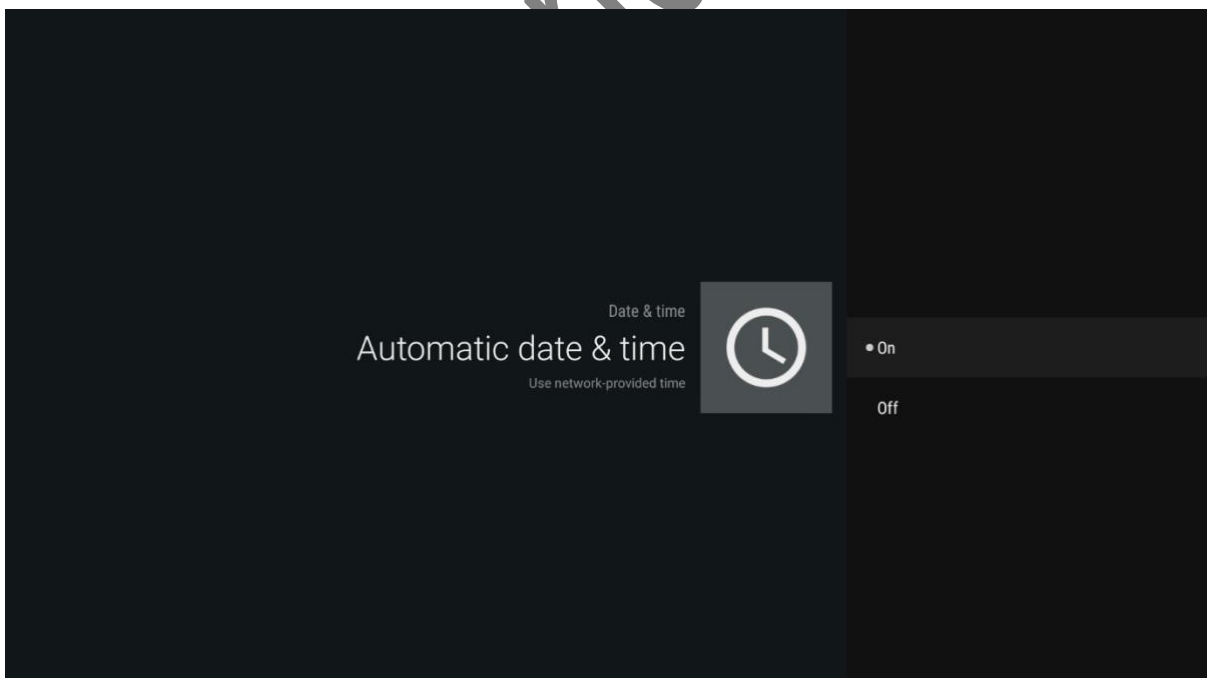 Date & time
Automatic date & time
Use network-provided time
On
Off